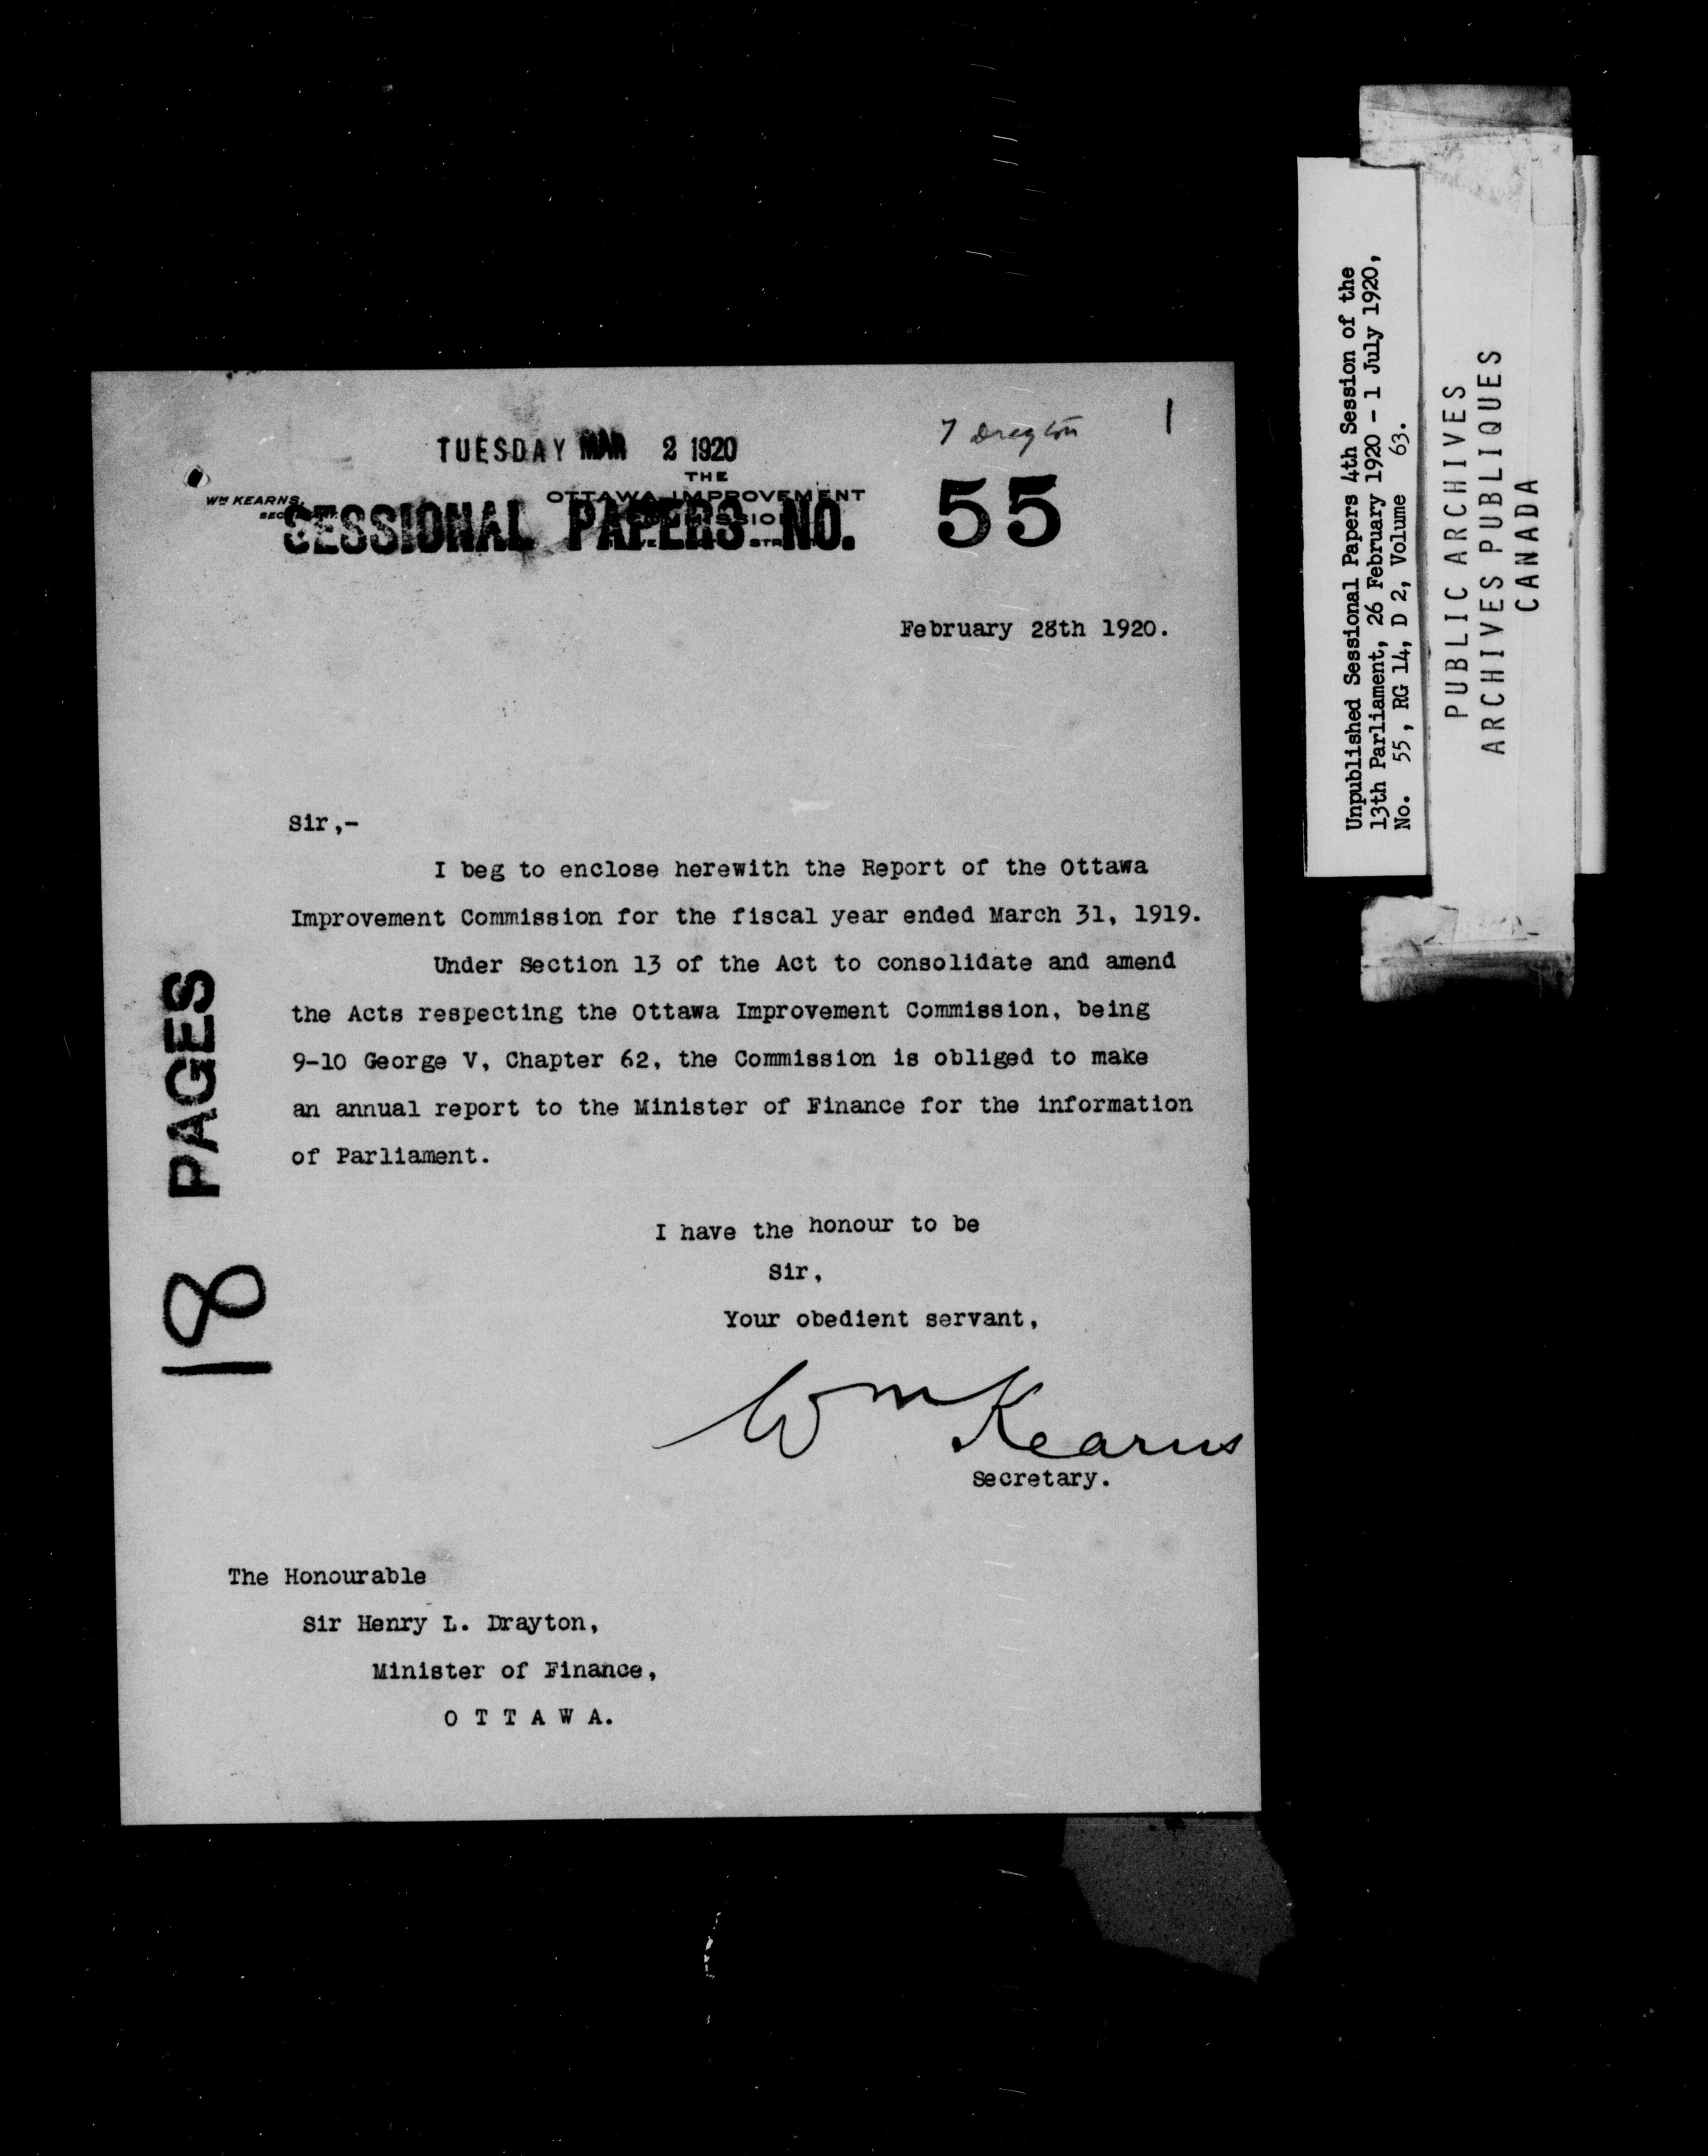 TUESDAY MAR 2 1920
7 Drayton
1
THE
OTTAWA IMPROVEMENT
WM KEARNS,
SESSIONAL PAPERS NO. 55
February 28th 1920.
Sir,-
I beg to enclose herewith the Report of the Ottawa
Improvement Commission for the fiscal year ended March 31, 1919.
Under Section 13 of the Act to consolidate and amend
the Acts respecting the Ottawa Improvement Commission, being
9-10 George V, Chapter 62, the Commission is obliged to make
an annual report to the Minister of Finance for the information
of Parliament.
I have the honour to be
Sir,
Your obedient servant,
Wm Kearns
Secretary.
The Honourable
Sir Henry L. Drayton,
Minister of Finance,
O T T A W A.
18 PAGES
Unpublished Sessional Papers 4th Session of the
13th Parliament, 26 February 1920 - 1 July 1920,
No. 55, RG 14, D 2, Volume 63.
PUBLIC ARCHIVES
ARCHIVES PUBLIQUES
CANADA